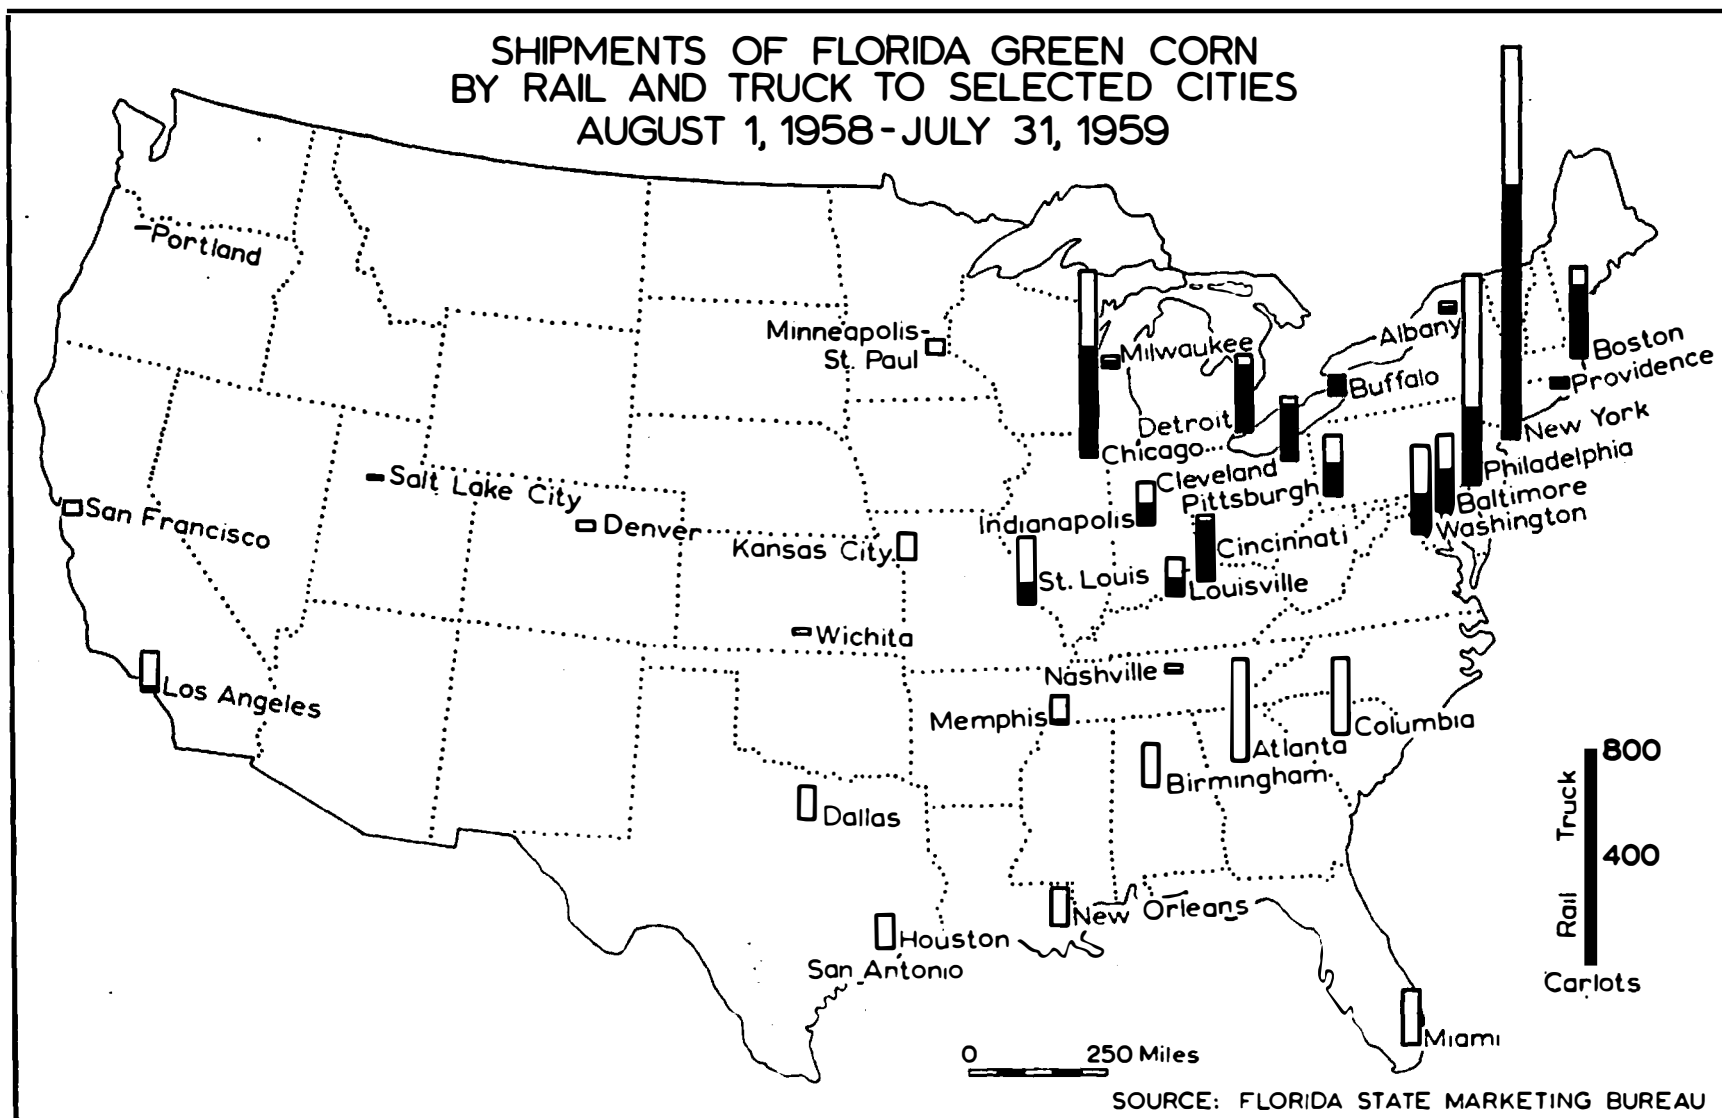 SHIPMENTS OF FLORIDA GREEN CORN
BY RAIL AND TRUCK TO SELECTED CITIES
AUGUST 1, 1958-JULY 31, 1959
Portland
Minneapolis-
St. Paul
Milwaukee
Albany
Boston
Providence
Buffalo
Detroit
New York
Chicago
Cleveland
Philadelphia
Pittsburgh
Baltimore
Washington
Salt Lake City
San Francisco
Denver
Kansas City
Indianapolis
Cincinnati
St. Louis
Louisville
Wichita
Nashville
Los Angeles
Memphis
Columbia
Atlanta
Birmingham
Dallas
New Orleans
Houston
San Antonio
Miami
800
Truck
400
Rail
Carlots
0 250 Miles
SOURCE: FLORIDA STATE MARKETING BUREAU